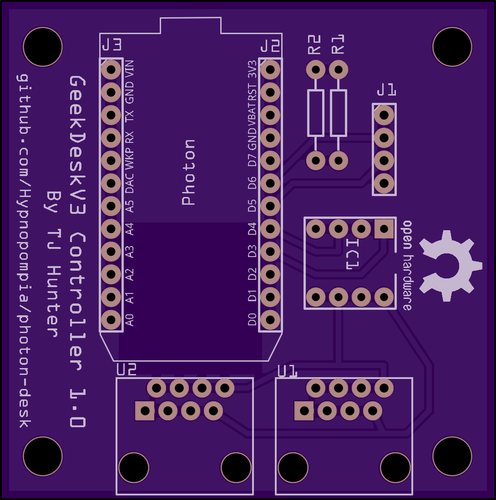 GeekDeskV3 Controller 1.0
By TJ Hunter
github.com/Hypnopompia/photon-desk
J3
J2
VIN
GND
TX
RX
WKP
DAC
A5
A4
A3
A2
A1
A0
3V3
RST
VBAT
GND
D7
D6
D5
D4
D3
D2
D1
D0
Photon
R2
R1
J1
IC1
open hardware
U2
U1